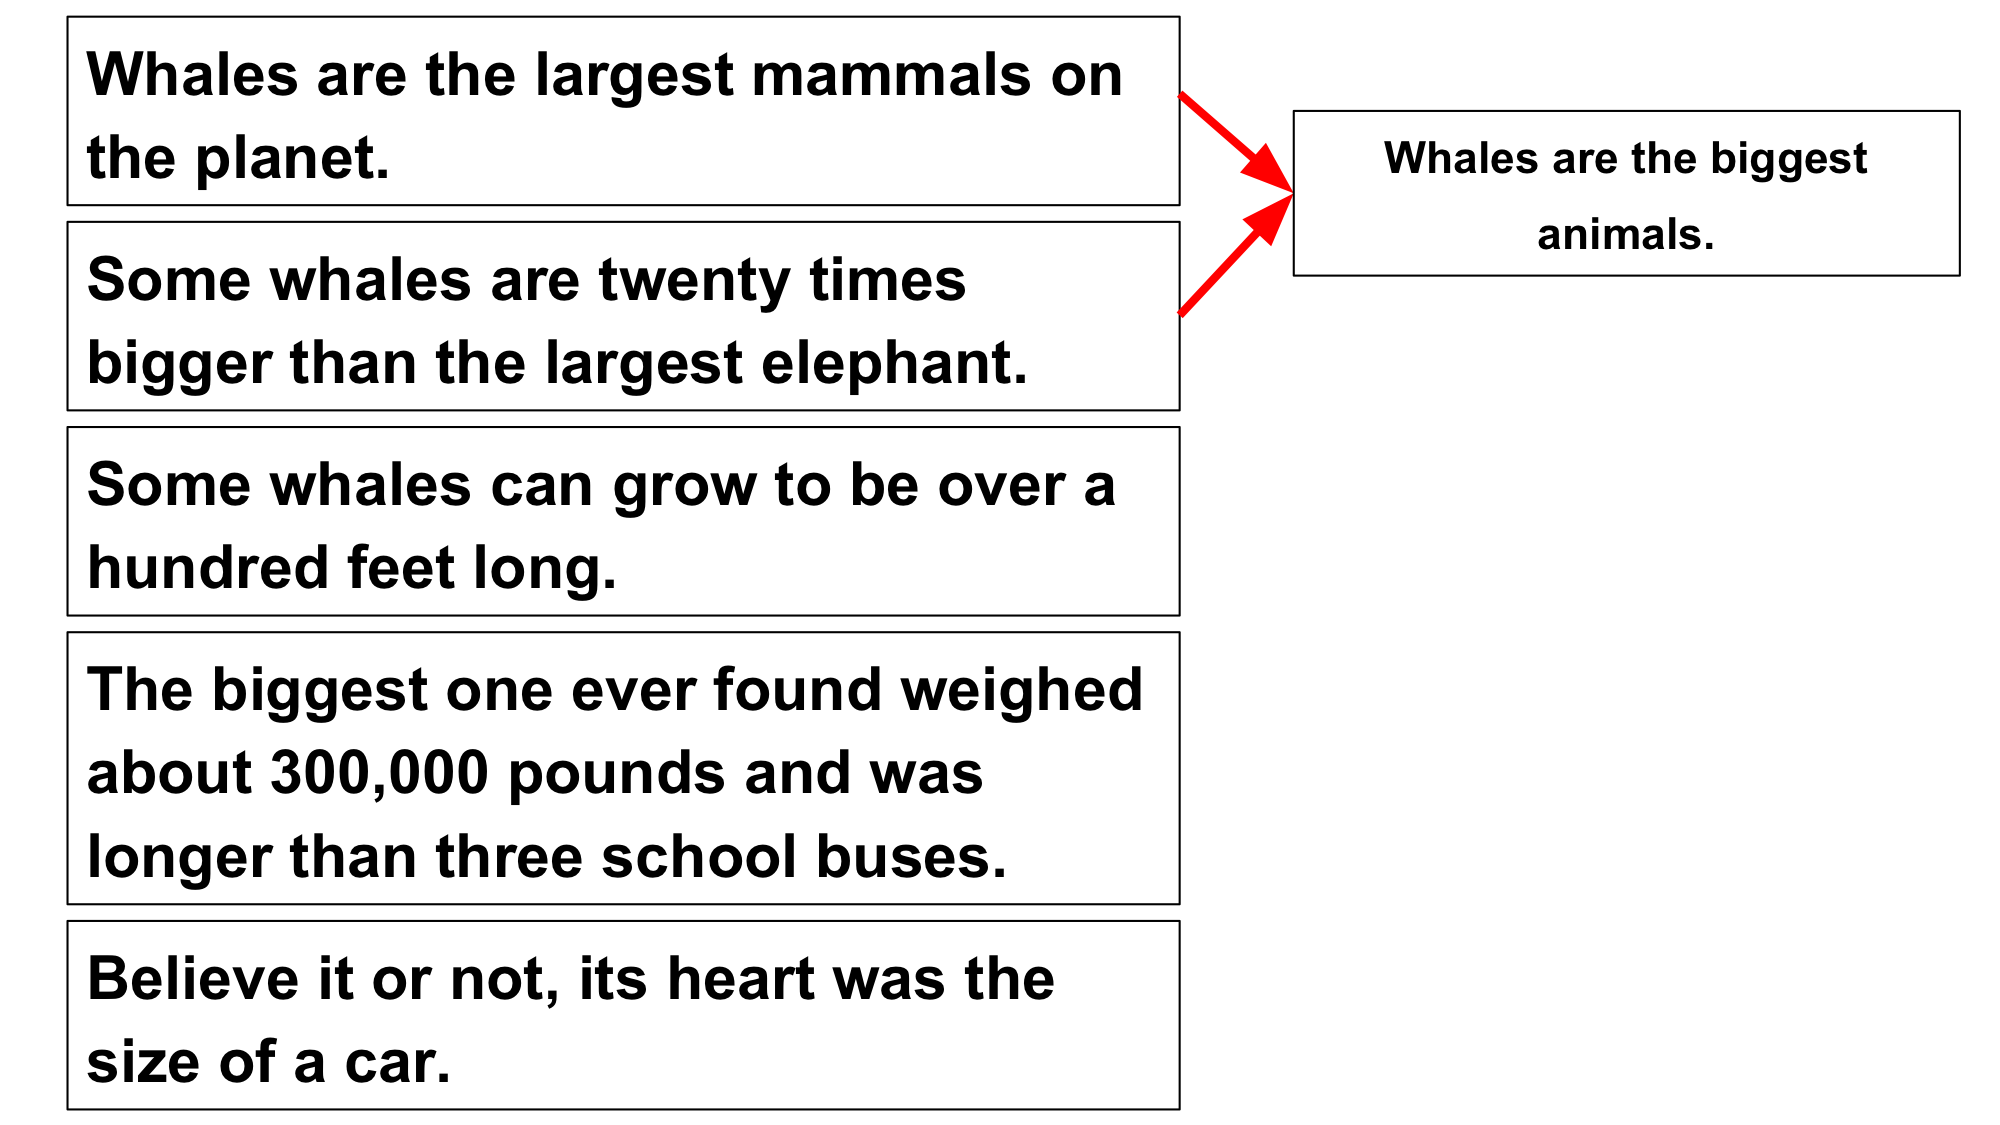 Whales are the largest mammals on
the planet.
Some whales are twenty times
bigger than the largest elephant.
Some whales can grow to be over a
hundred feet long.
The biggest one ever found weighed
about 300,000 pounds and was
longer than three school buses.
Believe it or not, its heart was the
size of a car.
Whales are the biggest
animals.